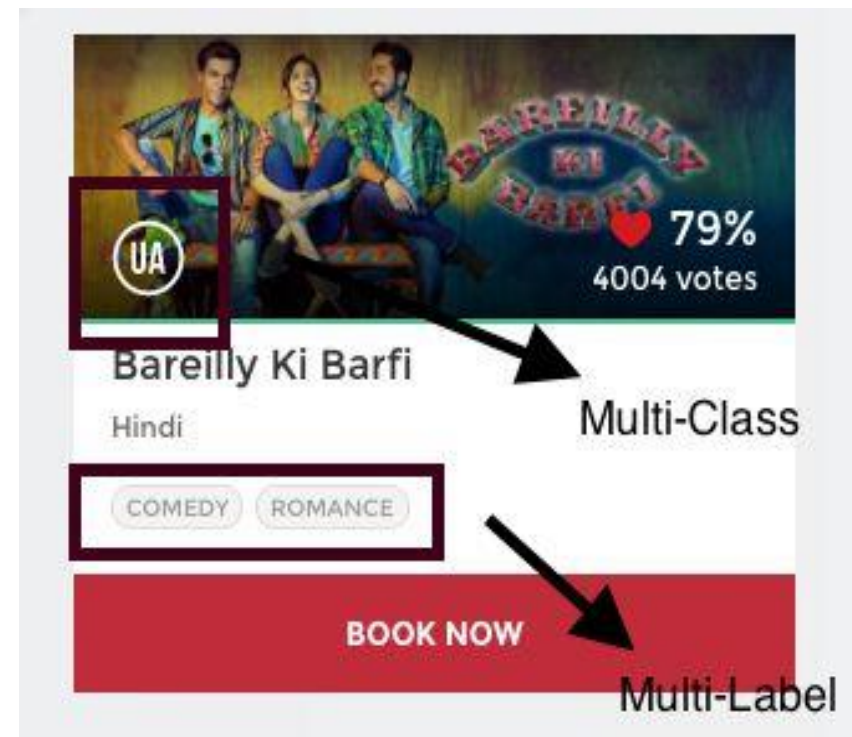 BAREILLY
KI
BARFI
UA
79%
4004 votes
Bareilly Ki Barfi
Hindi
Multi-Class
COMEDY ROMANCE
BOOK NOW
Multi-Label